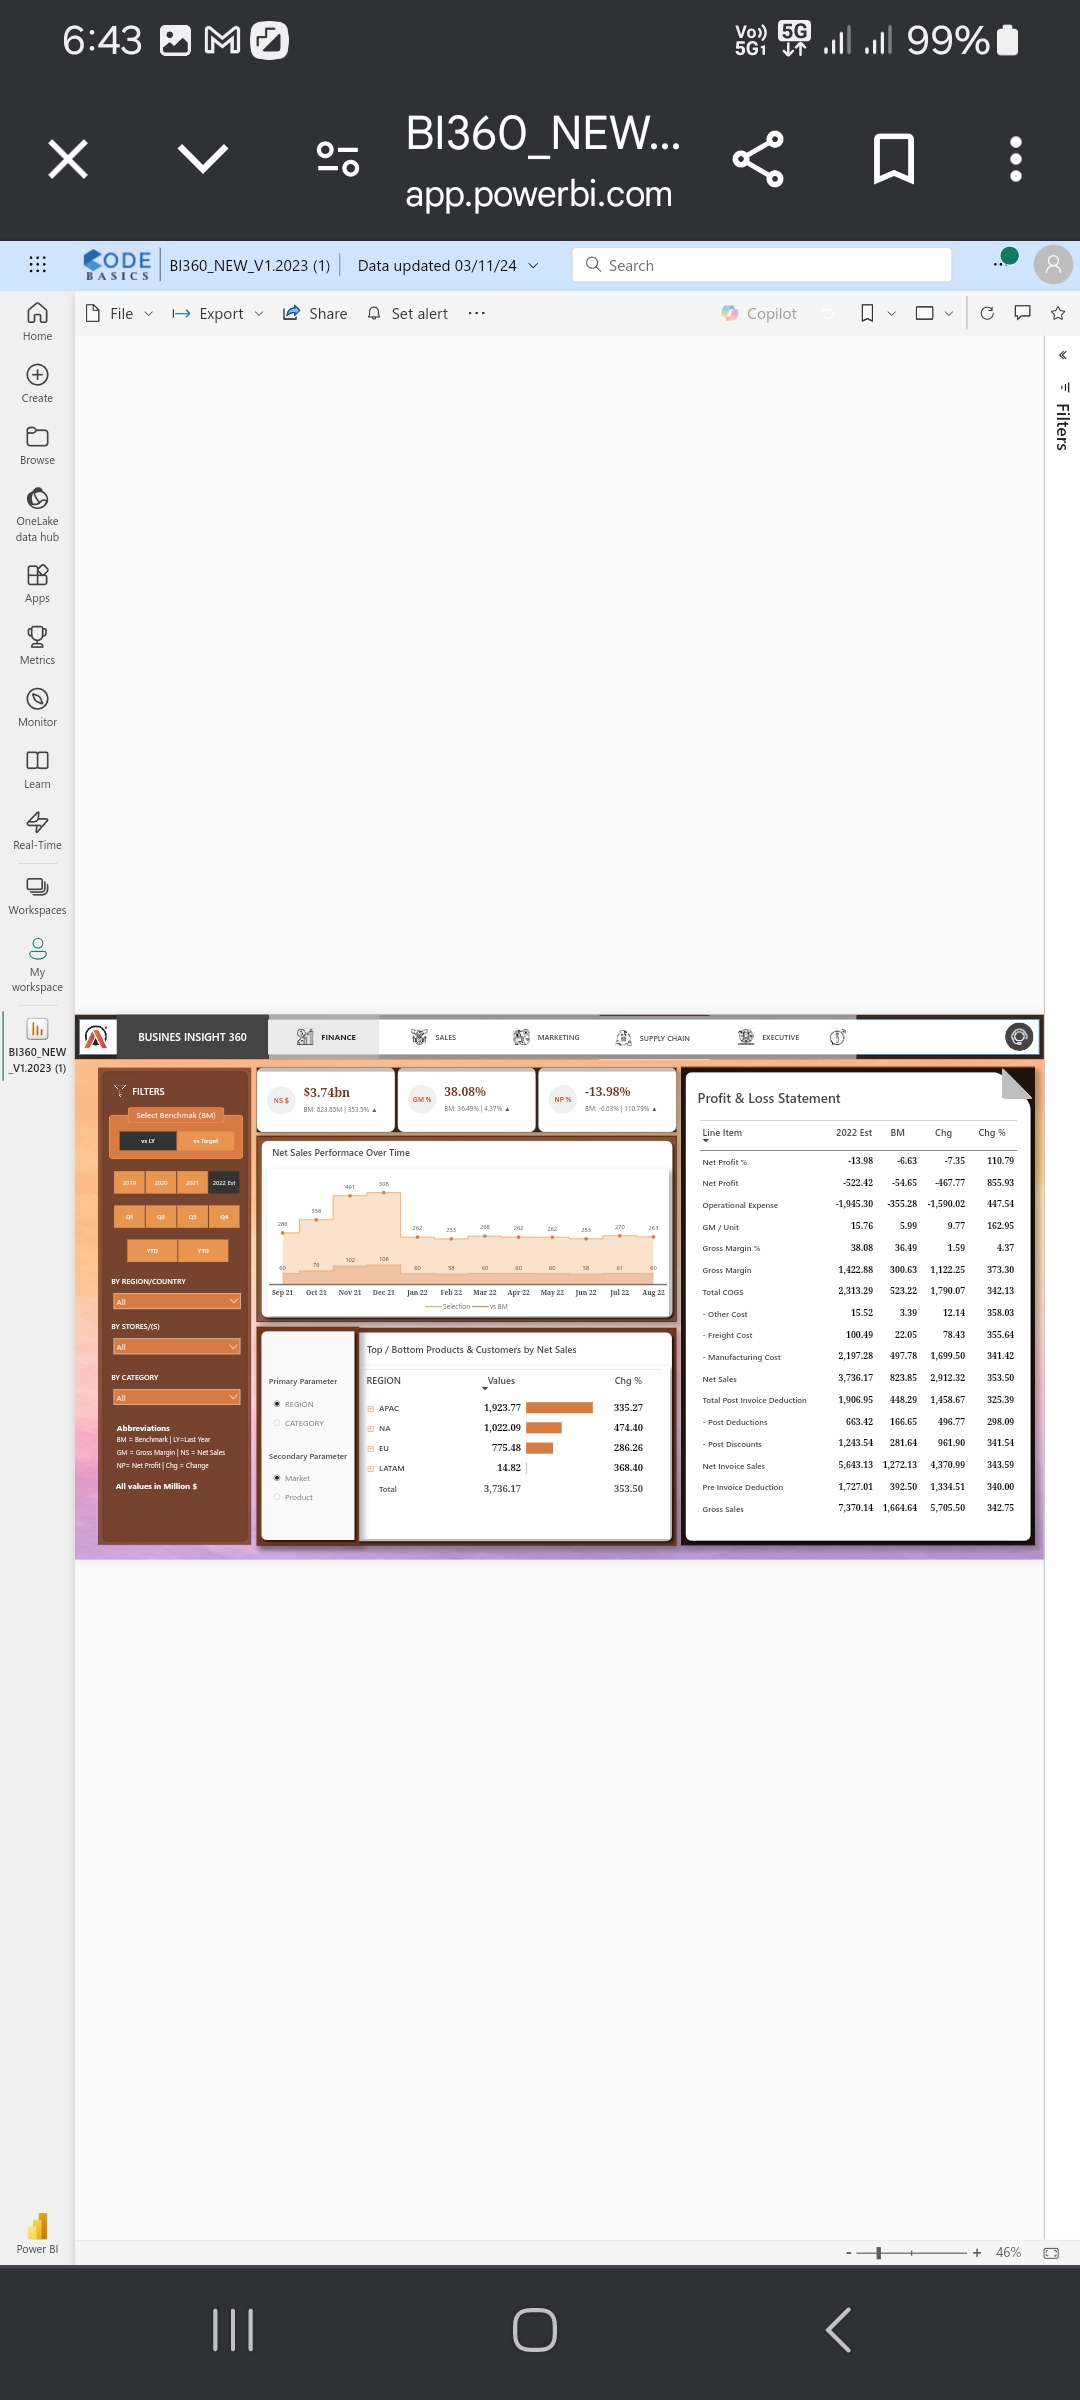 6:43
Vo)) 5G1 5G 99%
BI360_NEW...
app.powerbi.com
CODE BASICS BI360_NEW_V1.2023 (1) Data updated 03/11/24 Search
File Export Share Set alert ... Copilot
Filters
Home
Create
Browse
OneLake
data hub
Apps
Metrics
Monitor
Learn
Real-Time
Workspaces
My
workspace
BI360_NEW
_V1.2023 (1)
Power BI
BUSINES INSIGHT 360 FINANCE SALES MARKETING SUPPLY CHAIN EXECUTIVE
FILTERS
Select Benchmak (BM)
vs LY vs Target
2019 2020 2021 2022 Est
Q1 Q2 Q3 Q4
YTD YTG
BY REGION/COUNTRY
All
BY STORES/(S)
All
BY CATEGORY
All
Abbreviations
BM = Benchmark | LY=Last Year
GM = Gross Margin | NS = Net Sales
NP= Net Profit | Chg = Change
All values in Million $
NS $ $3.74bn
BM: 823.85M | 353.5% ▲
GM % 38.08%
BM: 36.49% | 4.37% ▲
NP % -13.98%
BM: -6.63% | 110.79% ▲
Net Sales Performace Over Time
286 358 491 508 262 253 268 262 262 253 270 263
60 76 102 108 60 58 60 60 60 58 61 60
Sep 21 Oct 21 Nov 21 Dec 21 Jan 22 Feb 22 Mar 22 Apr 22 May 22 Jun 22 Jul 22 Aug 22
Selection vs BM
Primary Parameter
REGION
CATEGORY
Secondary Parameter
Market
Product
Top / Bottom Products & Customers by Net Sales
REGION Values Chg %
APAC 1,923.77 335.27
NA 1,022.09 474.40
EU 775.48 286.26
LATAM 14.82 368.40
Total 3,736.17 353.50
Profit & Loss Statement
Line Item 2022 Est BM Chg Chg %
Net Profit % -13.98 -6.63 -7.35 110.79
Net Profit -522.42 -54.65 -467.77 855.93
Operational Expense -1,945.30 -355.28 -1,590.02 447.54
GM / Unit 15.76 5.99 9.77 162.95
Gross Margin % 38.08 36.49 1.59 4.37
Gross Margin 1,422.88 300.63 1,122.25 373.30
Total COGS 2,313.29 523.22 1,790.07 342.13
- Other Cost 15.52 3.39 12.14 358.03
- Freight Cost 100.49 22.05 78.43 355.64
- Manufacturing Cost 2,197.28 497.78 1,699.50 341.42
Net Sales 3,736.17 823.85 2,912.32 353.50
Total Post Invoice Deduction 1,906.95 448.29 1,458.67 325.39
- Post Deductions 663.42 166.65 496.77 298.09
- Post Discounts 1,243.54 281.64 961.90 341.54
Net Invoice Sales 5,643.13 1,272.13 4,370.99 343.59
Pre Invoice Deduction 1,727.01 392.50 1,334.51 340.00
Gross Sales 7,370.14 1,664.64 5,705.50 342.75
- + 46%